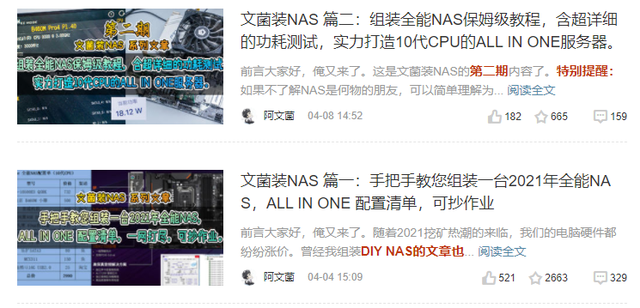 第二期
文菌装NAS 系列文章
组装全能NAS保姆级教程，含超详细的功耗测试
实力打造10代CPU的ALL IN ONE服务器。
18.12 W
文菌装NAS 篇二：组装全能NAS保姆级教程，含超详细
的功耗测试，实力打造10代CPU的ALL IN ONE服务器。
前言大家好，俺又来了。这是文菌装NAS的第二期内容了。特别提醒：
如果不了解NAS是何物的朋友，可以简单理解为... 阅读全文
阿文菌 04-08 14:52 182 665 159
文菌装NAS 系列文章
手把手教您组装一台2021年全能NAS,
ALL IN ONE 配置清单，一网打尽，可抄作业。
文菌装NAS 篇一：手把手教您组装一台2021年全能NA
S，ALL IN ONE 配置清单，可抄作业
前言大家好，俺又来了。随着2021挖矿热潮的来临，我们的电脑硬件都
纷纷涨价。曾经我组装DIY NAS的文章也... 阅读全文
阿文菌 04-04 15:09 521 2663 329